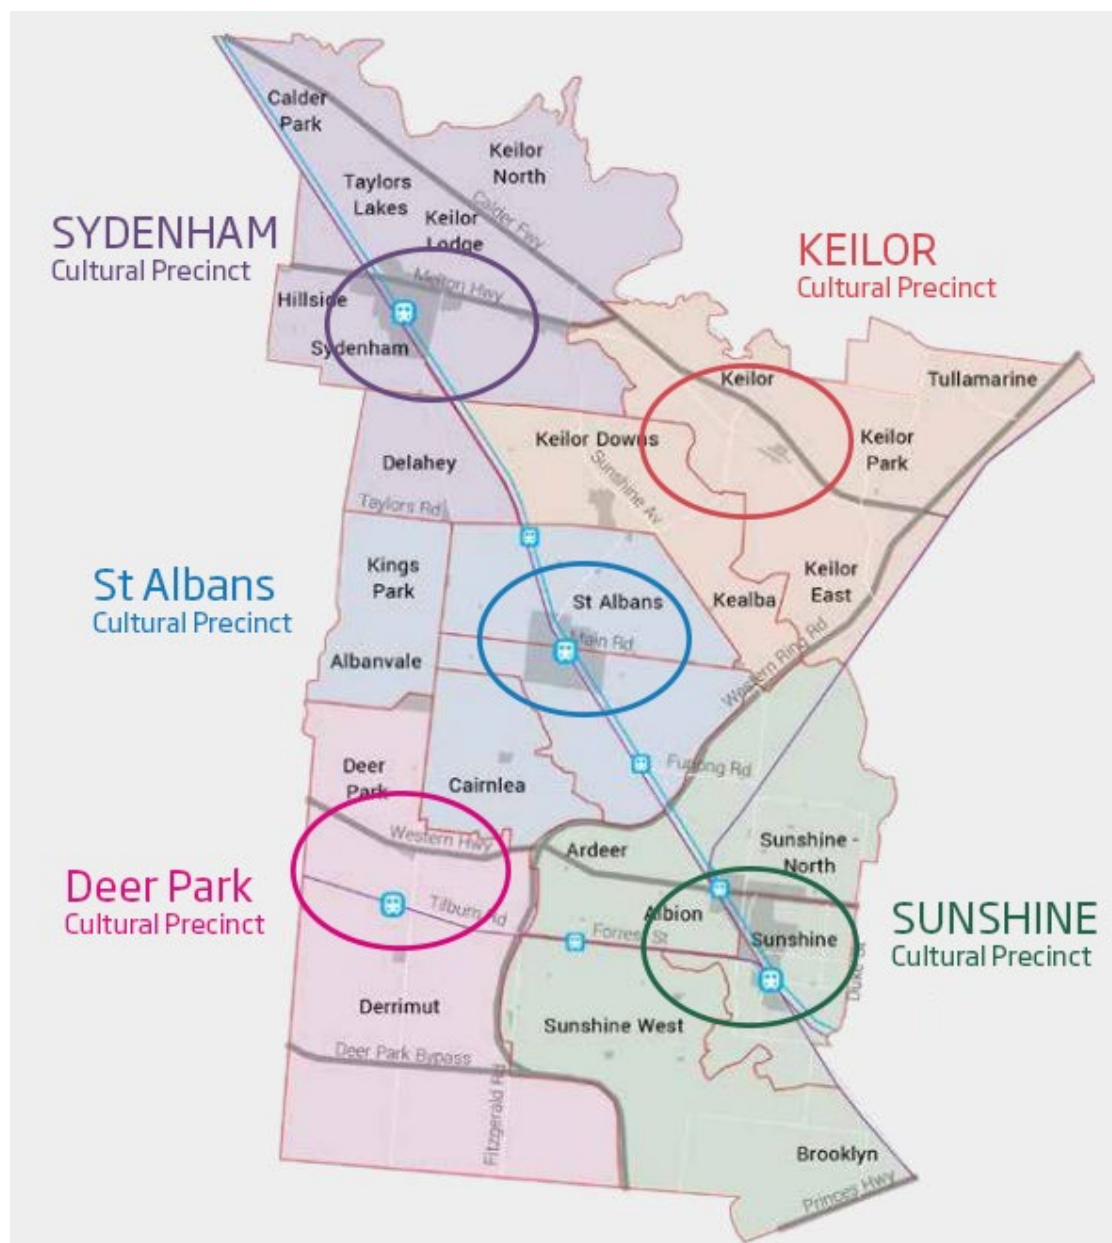 Calder
Park
Keilor
North
Taylors
Lakes
Keilor
Lodge
Calder Fwy
SYDENHAM
Cultural Precinct
KEILOR
Cultural Precinct
Melton Hwy
Hillside
Sydenham
Keilor
Tullamarine
Keilor Downs
Keilor
Park
Delahey
Sunshine Av
Taylors Rd
Kings
Park
St Albans
Cultural Precinct
St Albans
Kealba
Keilor
East
Main Rd
Albanvale
Western Ring Rd
Deer
Park
Cairnlea
Furlong Rd
Western Hwy
Ardeer
Sunshine -
North
Deer Park
Cultural Precinct
Tilburn Rd
Albion
Forrest St
Sunshine
SUNSHINE
Cultural Precinct
Duke St
Derrimut
Sunshine West
Deer Park Bypass
Fitzgerald Rd
Brooklyn
Princes Hwy